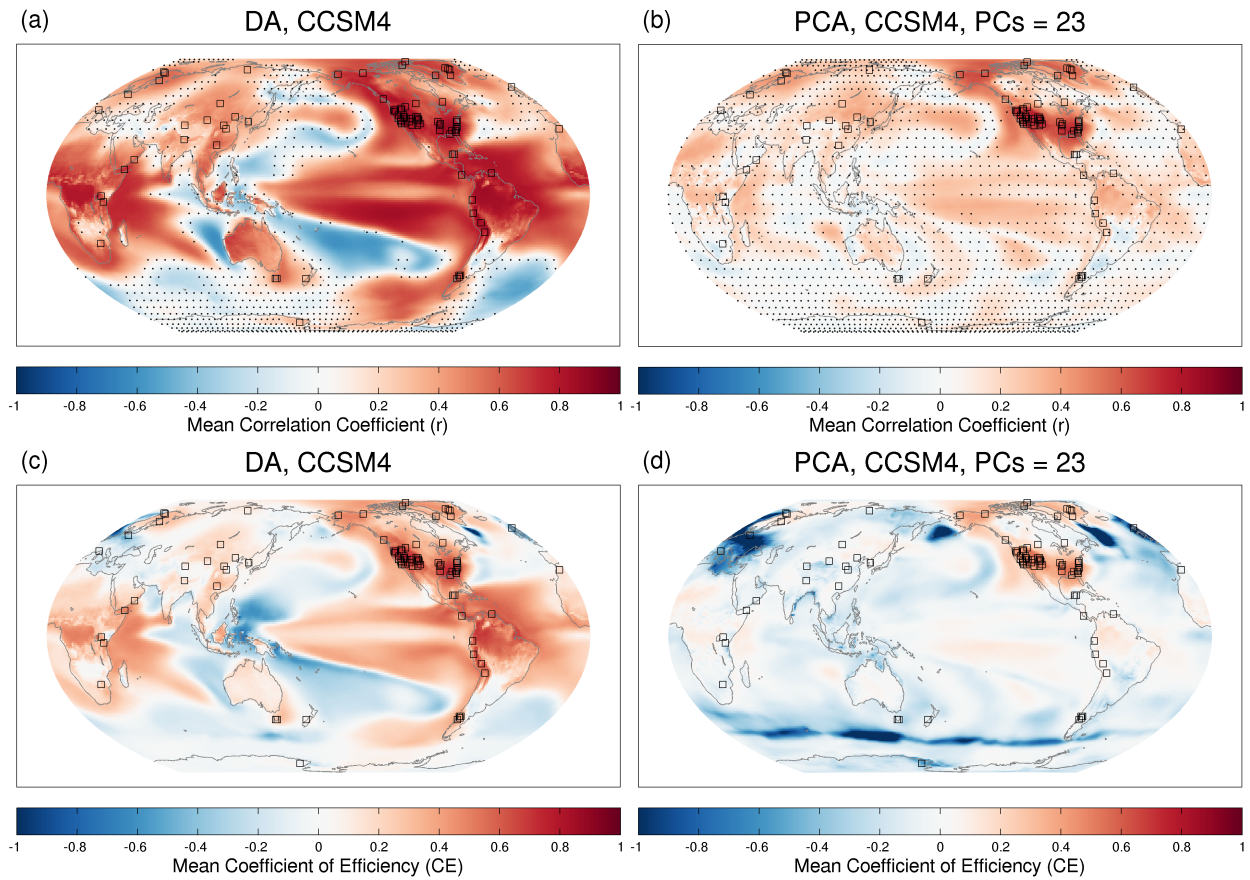 (a) DA, CCSM4
(b) PCA, CCSM4, PCs = 23
-1 -0.8 -0.6 -0.4 -0.2 0 0.2 0.4 0.6 0.8 1
Mean Correlation Coefficient (r)
-1 -0.8 -0.6 -0.4 -0.2 0 0.2 0.4 0.6 0.8 1
Mean Correlation Coefficient (r)
(c) DA, CCSM4
(d) PCA, CCSM4, PCs = 23
-1 -0.8 -0.6 -0.4 -0.2 0 0.2 0.4 0.6 0.8 1
Mean Coefficient of Efficiency (CE)
-1 -0.8 -0.6 -0.4 -0.2 0 0.2 0.4 0.6 0.8 1
Mean Coefficient of Efficiency (CE)